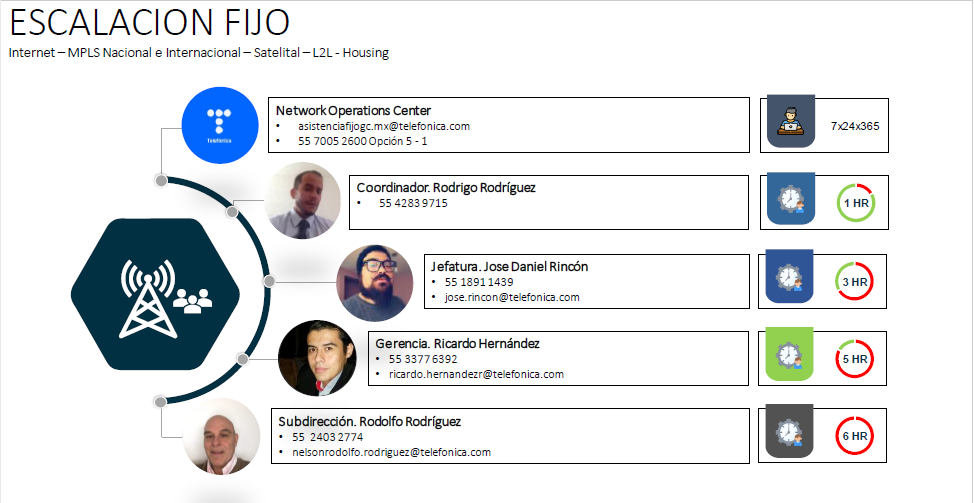 ESCALACION FIJO
Internet – MPLS Nacional e Internacional – Satelital – L2L - Housing
Telefónica
Network Operations Center
• asistenciafijogc.mx@telefonica.com
• 55 7005 2600 Opción 5 - 1
7x24x365
Coordinador. Rodrigo Rodríguez
• 55 4283 9715
1 HR
Jefatura. Jose Daniel Rincón
• 55 1891 1439
• jose.rincon@telefonica.com
3 HR
Gerencia. Ricardo Hernández
• 55 3377 6392
• ricardo.hernandezr@telefonica.com
5 HR
Subdirección. Rodolfo Rodríguez
• 55 2403 2774
• nelsonrodolfo.rodriguez@telefonica.com
6 HR